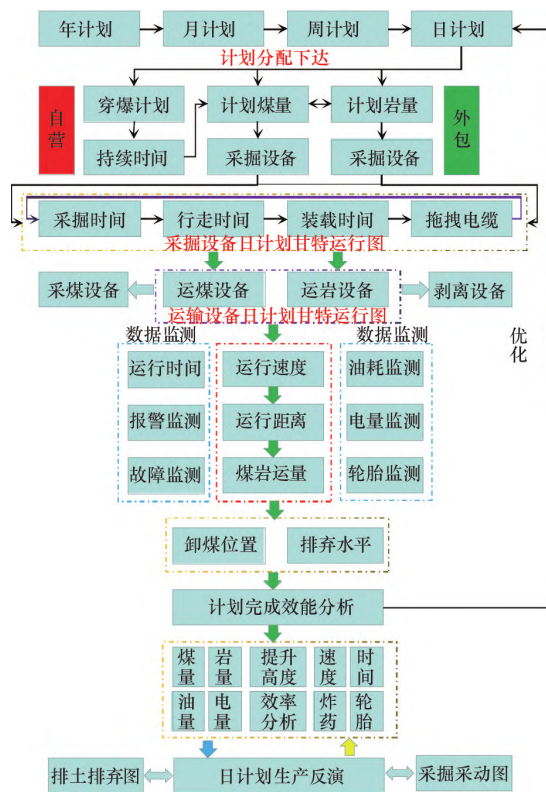 年计划
月计划
周计划
日计划
计划分配下达
自营
穿爆计划
计划煤量
计划岩量
外包
持续时间
采掘设备
采掘设备
采掘时间
行走时间
装载时间
拖拽电缆
采掘设备日计划甘特运行图
采煤设备
运煤设备
运岩设备
剥离设备
运输设备日计划甘特运行图
数据监测
数据监测
优化
运行时间
运行速度
油耗监测
报警监测
运行距离
电量监测
故障监测
煤岩运量
轮胎监测
卸煤位置
排弃水平
计划完成效能分析
煤量
岩量
提升高度
速度
时间
油量
电量
效率分析
炸药
轮胎
排土排弃图
日计划生产反演
采掘采动图